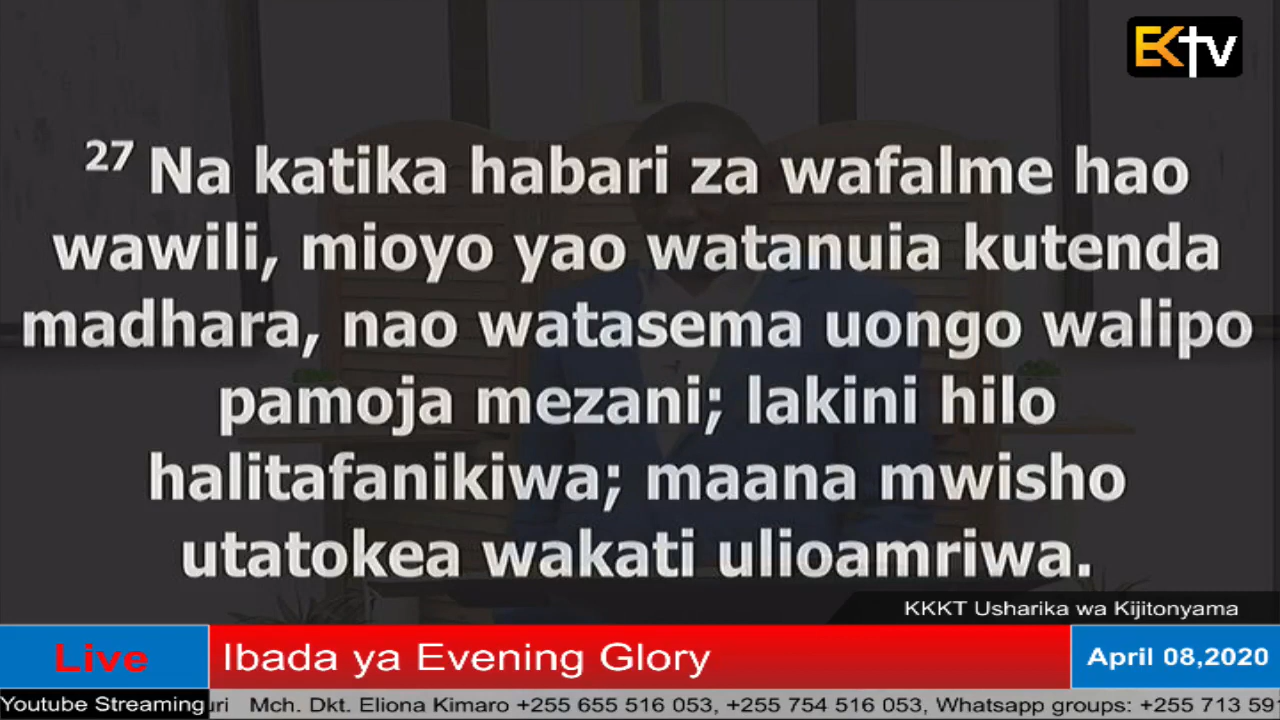 EKTV
27 Na katika habari za wafalme hao
wawili, mioyo yao watanuia kutenda
madhara, nao watasema uongo walipo
pamoja mezani; lakini hilo
halitafanikiwa; maana mwisho
utatokea wakati ulioamriwa.
KKKT Usharika wa Kijitonyama
Live
Ibada ya Evening Glory
April 08,2020
Youtube Streaming
uri Mch. Dkt. Eliona Kimaro +255 655 516 053, +255 754 516 053, Whatsapp groups: +255 713 59